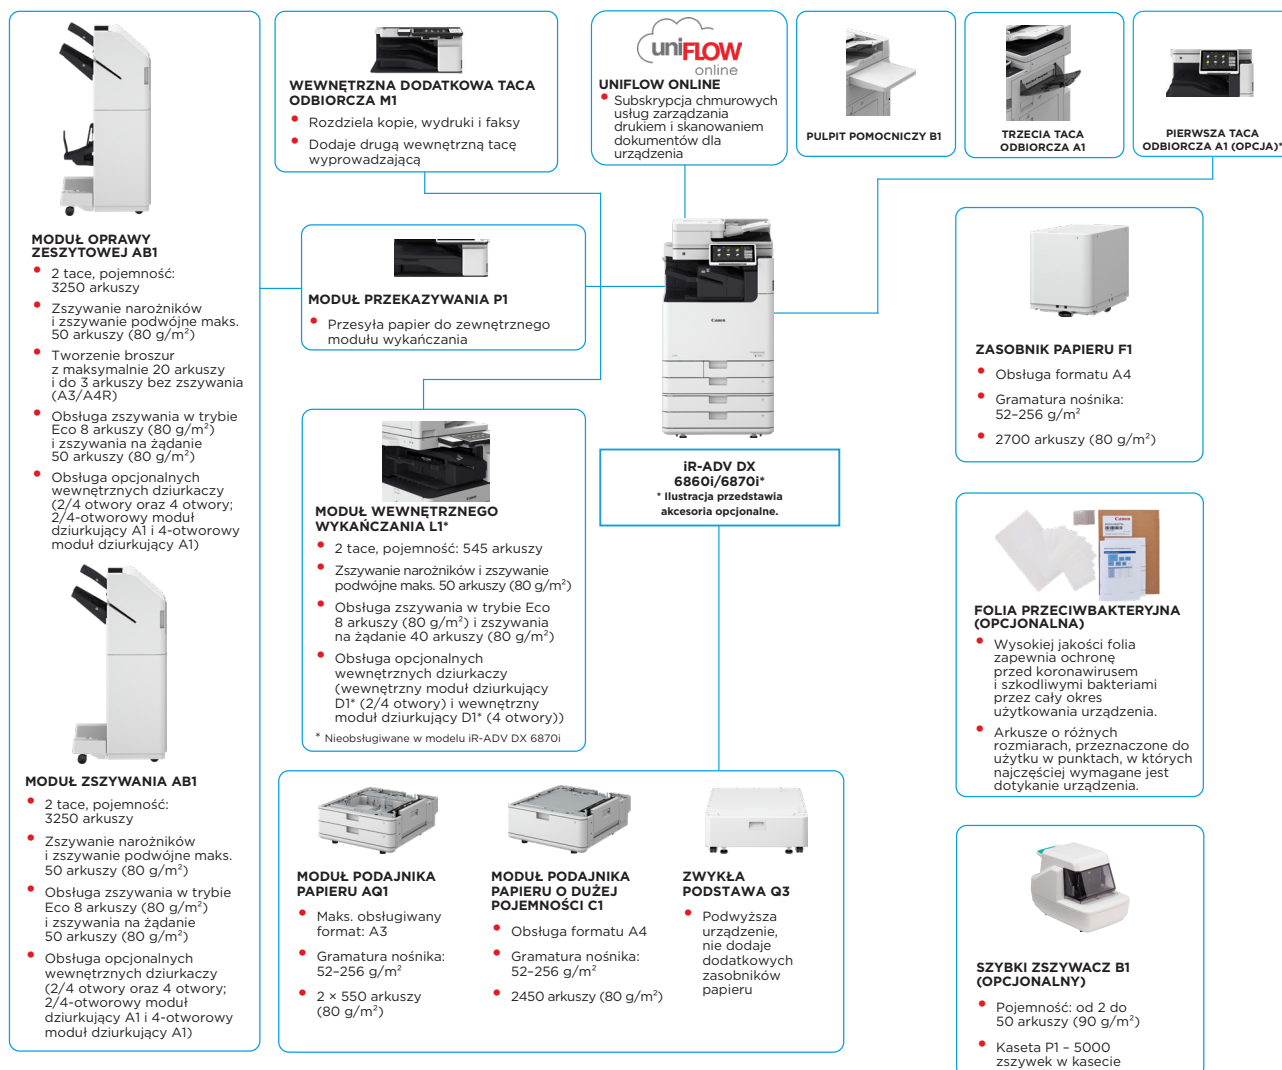 MODUŁ OPRAWY
ZESZYTOWEJ AB1
• 2 tace, pojemność:
3250 arkuszy
• Zszywanie narożników
i zszywanie podwójne maks.
50 arkuszy (80 g/m²)
• Tworzenie broszur
z maksymalnie 20 arkuszy
i do 3 arkuszy bez zszywania
(A3/A4R)
• Obsługa zszywania w trybie
Eco 8 arkuszy (80 g/m²)
i zszywania na żądanie
50 arkuszy (80 g/m²)
• Obsługa opcjonalnych
wewnętrznych dziurkaczy
(2/4 otwory oraz 4 otwory;
2/4-otworowy moduł
dziurkujący A1 i 4-otworowy
moduł dziurkujący A1)
MODUŁ ZSZYWANIA AB1
• 2 tace, pojemność:
3250 arkuszy
• Zszywanie narożników
i zszywanie podwójne maks.
50 arkuszy (80 g/m²)
• Obsługa zszywania w trybie
Eco 8 arkuszy (80 g/m²)
i zszywania na żądanie
50 arkuszy (80 g/m²)
• Obsługa opcjonalnych
wewnętrznych dziurkaczy
(2/4 otwory oraz 4 otwory;
2/4-otworowy moduł
dziurkujący A1 i 4-otworowy
moduł dziurkujący A1)
WEWNĘTRZNA DODATKOWA TACA
ODBIORCZA M1
• Rozdziela kopie, wydruki i faksy
• Dodaje drugą wewnętrzną tacę
wyprowadzającą
uniFLOW
online
UNIFLOW ONLINE
• Subskrypcja chmurowych
usług zarządzania
drukiem i skanowaniem
dokumentów dla
urządzenia
PULPIT POMOCNICZY B1
TRZECIA TACA
ODBIORCZA A1
PIERWSZA TACA
ODBIORCZA A1 (OPCJA)*
MODUŁ PRZEKAZYWANIA P1
• Przesyła papier do zewnętrznego
modułu wykańczania
Canon
iR-ADV DX
6860i/6870i*
* Ilustracja przedstawia
akcesoria opcjonalne.
MODUŁ WEWNĘTRZNEGO
WYKAŃCZANIA L1*
• 2 tace, pojemność: 545 arkuszy
• Zszywanie narożników i zszywanie
podwójne maks. 50 arkuszy (80 g/m²)
• Obsługa zszywania w trybie Eco
8 arkuszy (80 g/m²) i zszywania
na żądanie 40 arkuszy (80 g/m²)
• Obsługa opcjonalnych
wewnętrznych dziurkaczy
(wewnętrzny moduł dziurkujący
D1* (2/4 otwory) i wewnętrzny
moduł dziurkujący D1* (4 otwory))
* Nieobsługiwane w modelu iR-ADV DX 6870i
MODUŁ PODAJNIKA
PAPIERU AQ1
• Maks. obsługiwany
format: A3
• Gramatura nośnika:
52–256 g/m²
• 2 × 550 arkuszy
(80 g/m²)
MODUŁ PODAJNIKA
PAPIERU O DUŻEJ
POJEMNOŚCI C1
• Obsługa formatu A4
• Gramatura nośnika:
52–256 g/m²
• 2450 arkuszy (80 g/m²)
ZWYKŁA
PODSTAWA Q3
• Podwyższa
urządzenie,
nie dodaje
dodatkowych
zasobników
papieru
ZASOBNIK PAPIERU F1
• Obsługa formatu A4
• Gramatura nośnika:
52–256 g/m²
• 2700 arkuszy (80 g/m²)
Canon
FOLIA PRZECIWBAKTERYJNA
(OPCJONALNA)
• Wysokiej jakości folia
zapewnia ochronę
przed koronawirusem
i szkodliwymi bakteriami
przez cały okres
użytkowania urządzenia.
• Arkusze o różnych
rozmiarach, przeznaczone do
użytku w punktach, w których
najczęściej wymagane jest
dotykanie urządzenia.
SZYBKI ZSZYWACZ B1
(OPCJONALNY)
• Pojemność: od 2 do
50 arkuszy (90 g/m²)
• Kaseta P1 – 5000
zszywek w kasecie